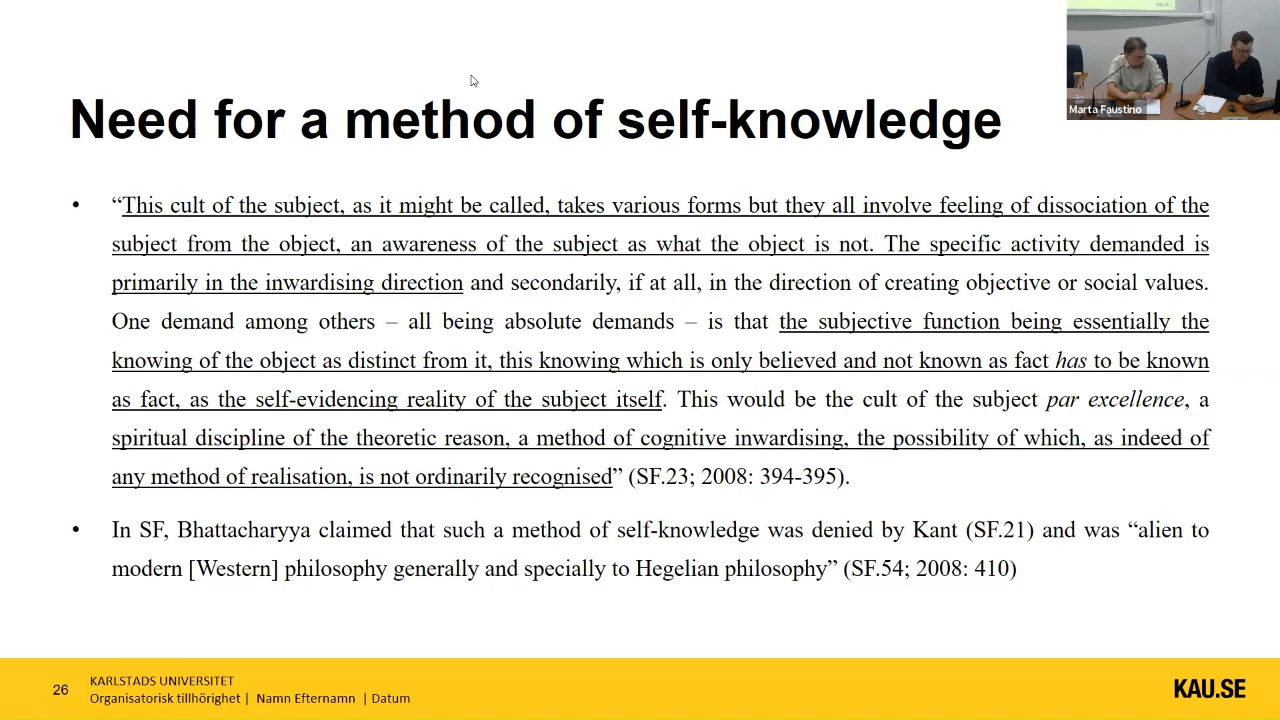 Marta Faustino
Need for a method of self-knowledge
• “This cult of the subject, as it might be called, takes various forms but they all involve feeling of dissociation of the
subject from the object, an awareness of the subject as what the object is not. The specific activity demanded is
primarily in the inwardising direction and secondarily, if at all, in the direction of creating objective or social values.
One demand among others – all being absolute demands – is that the subjective function being essentially the
knowing of the object as distinct from it, this knowing which is only believed and not known as fact has to be known
as fact, as the self-evidencing reality of the subject itself. This would be the cult of the subject par excellence, a
spiritual discipline of the theoretic reason, a method of cognitive inwardising, the possibility of which, as indeed of
any method of realisation, is not ordinarily recognised” (SF.23; 2008: 394-395).
• In SF, Bhattacharyya claimed that such a method of self-knowledge was denied by Kant (SF.21) and was “alien to
modern [Western] philosophy generally and specially to Hegelian philosophy” (SF.54; 2008: 410)
26
KARLSTADS UNIVERSITET
Organisatorisk tillhörighet | Namn Efternamn | Datum
KAU.SE